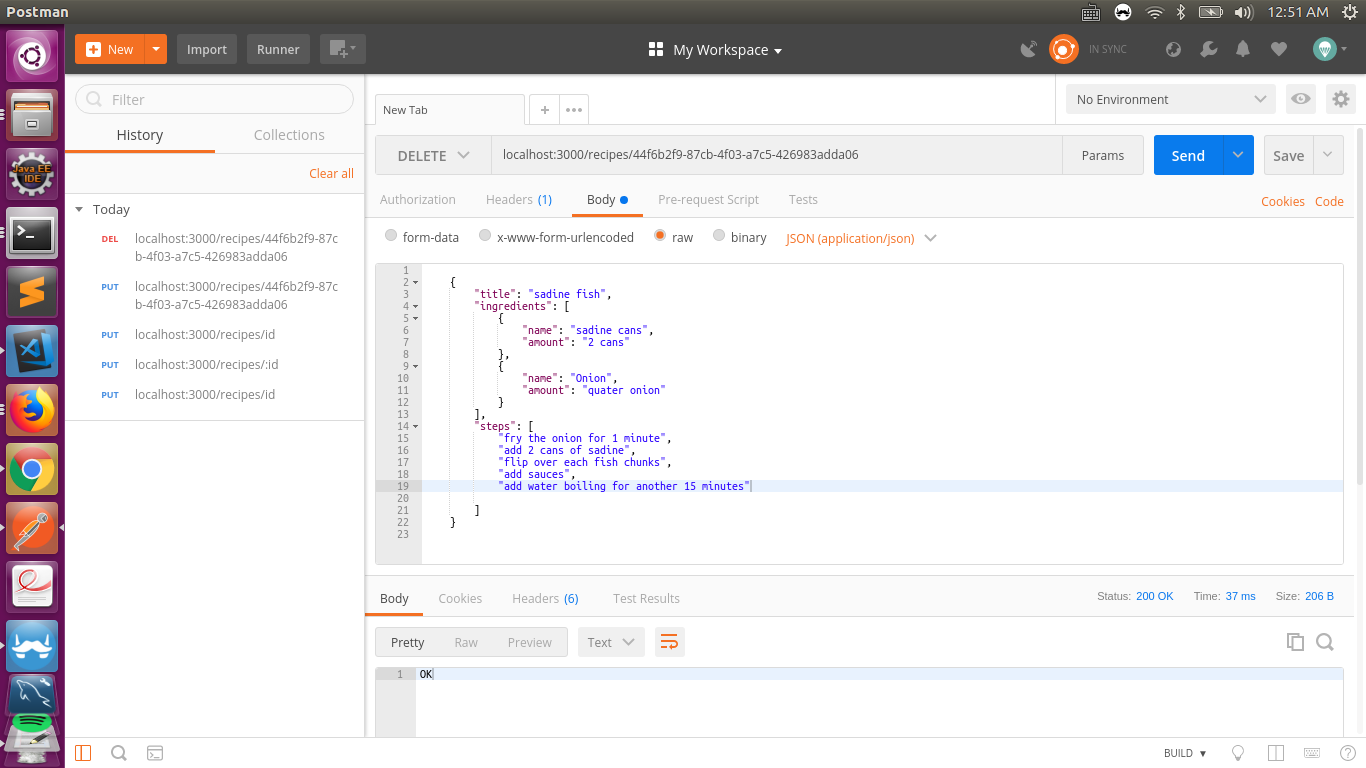 Postman
12:51 AM
New
Import
Runner
My Workspace
IN SYNC
Filter
History
Collections
Clear all
Today
DEL localhost:3000/recipes/44f6b2f9-87c
b-4f03-a7c5-426983adda06
PUT localhost:3000/recipes/44f6b2f9-87c
b-4f03-a7c5-426983adda06
PUT localhost:3000/recipes/id
PUT localhost:3000/recipes/:id
PUT localhost:3000/recipes/id
Java EE
IDE
New Tab
No Environment
DELETE
localhost:3000/recipes/44f6b2f9-87cb-4f03-a7c5-426983adda06
Params
Send
Save
Authorization
Headers (1)
Body
Pre-request Script
Tests
Cookies
Code
form-data
x-www-form-urlencoded
raw
binary
JSON (application/json)
1
2 {
3 "title": "sadine fish",
4 "ingredients": [
5 {
6 "name": "sadine cans",
7 "amount": "2 cans"
8 },
9 {
10 "name": "Onion",
11 "amount": "quater onion"
12 }
13 ],
14 "steps": [
15 "fry the onion for 1 minute",
16 "add 2 cans of sadine",
17 "flip over each fish chunks",
18 "add sauces",
19 "add water boiling for another 15 minutes"
20
21 ]
22 }
23
Body
Cookies
Headers (6)
Test Results
Status: 200 OK
Time: 37 ms
Size: 206 B
Pretty
Raw
Preview
Text
1 OK
BUILD